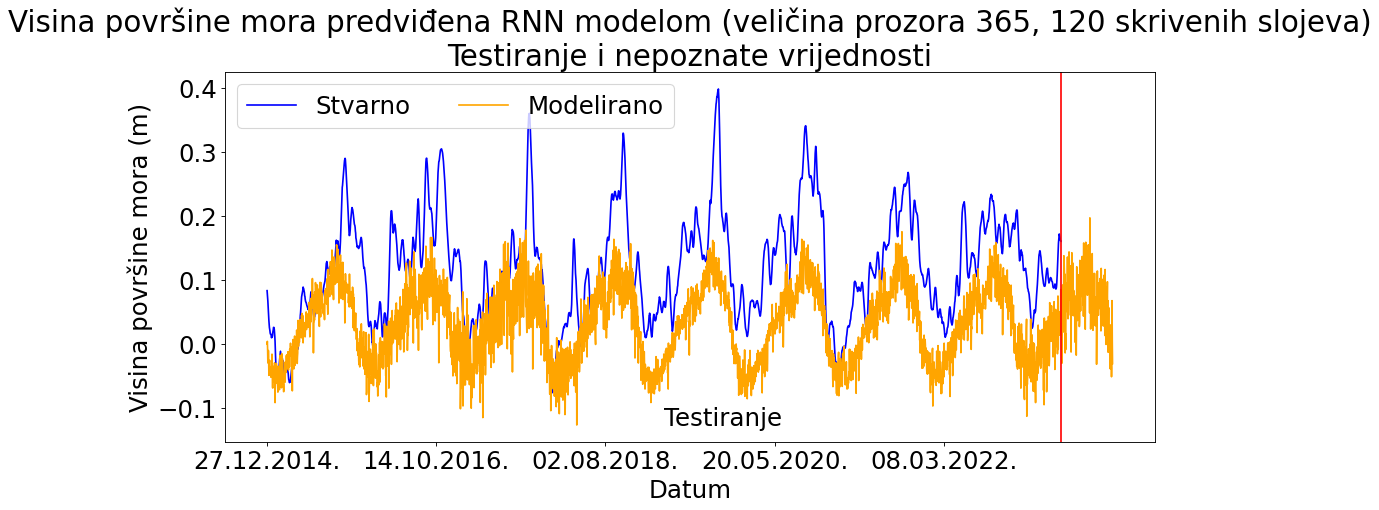 Visina površine mora predviđena RNN modelom (veličina prozora 365, 120 skrivenih slojeva)
Testiranje i nepoznate vrijednosti
Stvarno
Modelirano
Visina površine mora (m)
0.4
0.3
0.2
0.1
0.0
−0.1
Testiranje
27.12.2014.
14.10.2016.
02.08.2018.
20.05.2020.
08.03.2022.
Datum